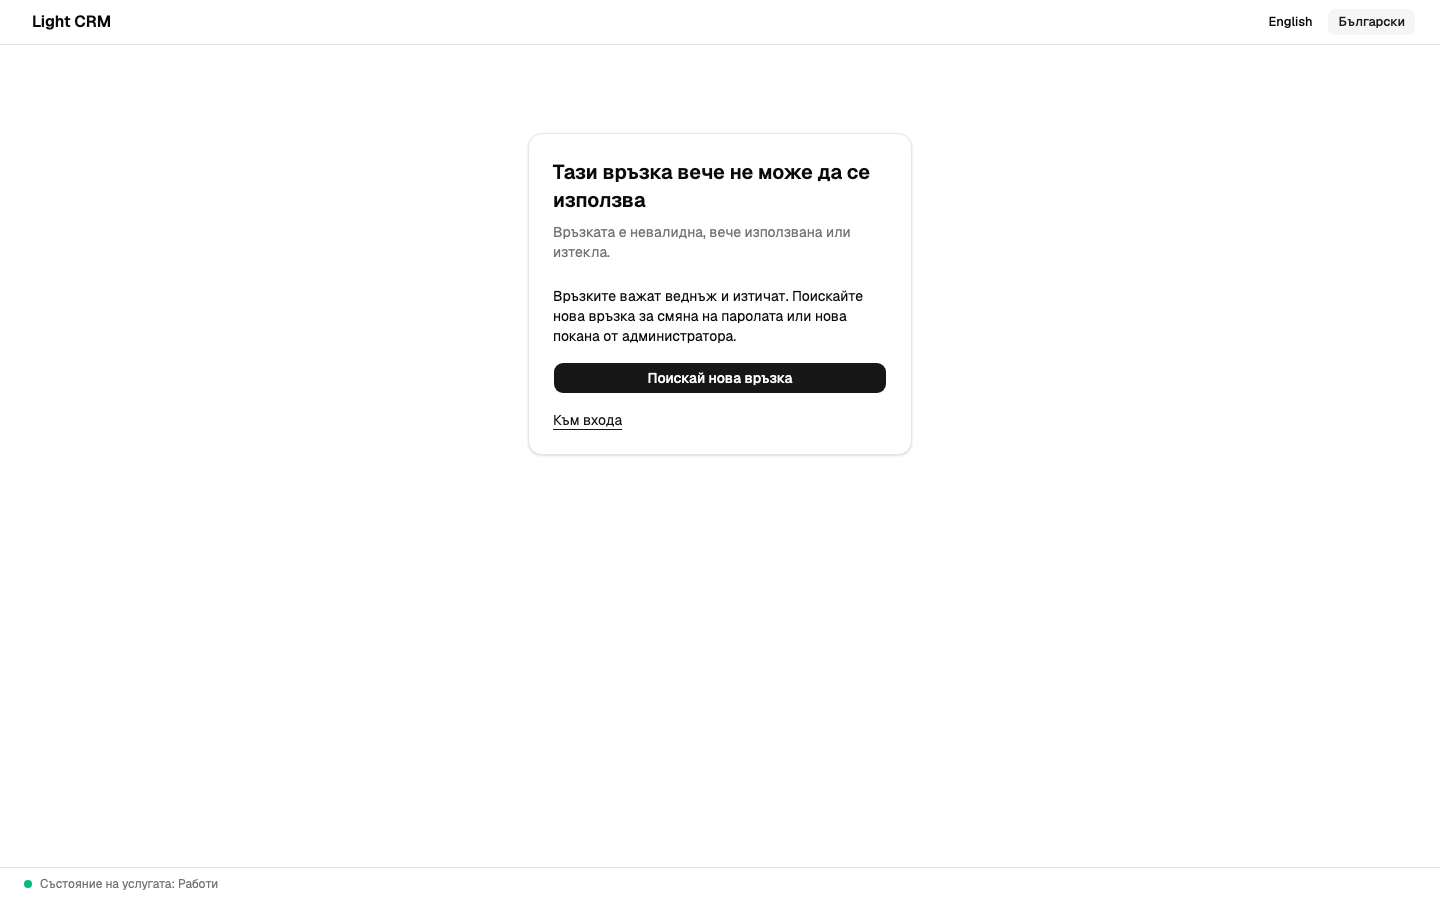 Light CRM
English
Български
Тази връзка вече не може да се
използва
Връзката е невалидна, вече използвана или
изтекла.
Връзките важат веднъж и изтичат. Поискайте
нова връзка за смяна на паролата или нова
покана от администратора.
Поискай нова връзка
Към входа
Състояние на услугата: Работи